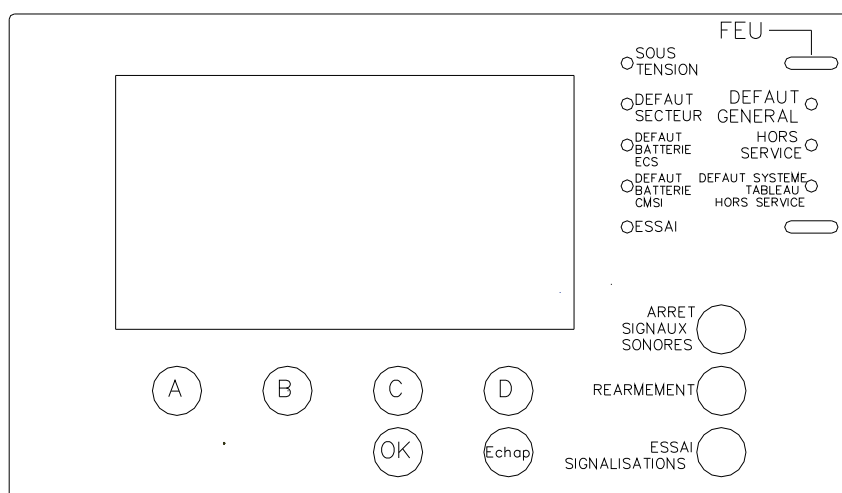 FEU
SOUS
TENSION
DEFAUT
SECTEUR
DEFAUT
GENERAL
DEFAUT
BATTERIE
ECS
HORS
SERVICE
DEFAUT
BATTERIE
CMSI
DEFAUT SYSTEME
TABLEAU
HORS SERVICE
ESSAI
ARRET
SIGNAUX
SONORES
A
B
C
D
REARMEMENT
OK
Echap
ESSAI
SIGNALISATIONS